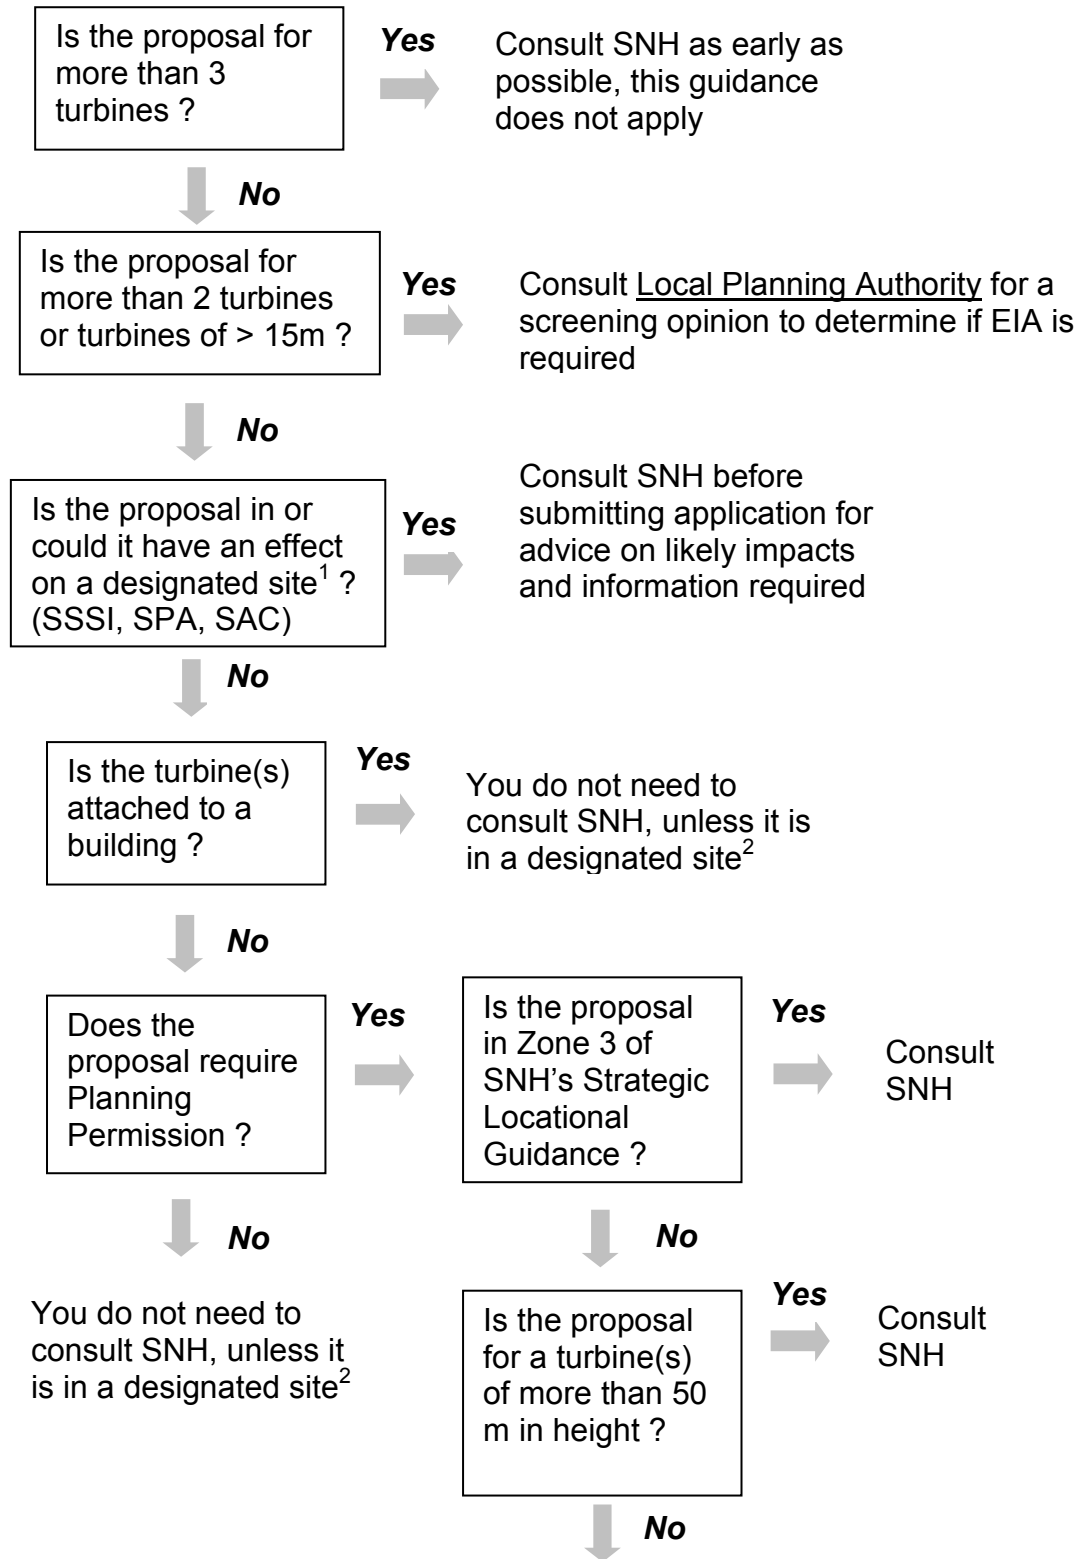 Is the proposal for
more than 3
turbines ?
Yes
Consult SNH as early as
possible, this guidance
does not apply
No
Is the proposal for
more than 2 turbines
or turbines of > 15m ?
Yes
Consult Local Planning Authority for a
screening opinion to determine if EIA is
required
No
Is the proposal in or
could it have an effect
on a designated site¹ ?
(SSSI, SPA, SAC)
Yes
Consult SNH before
submitting application for
advice on likely impacts
and information required
No
Is the turbine(s)
attached to a
building ?
Yes
You do not need to
consult SNH, unless it is
in a designated site²
No
Does the
proposal require
Planning
Permission ?
Yes
Is the proposal
in Zone 3 of
SNH’s Strategic
Locational
Guidance ?
Yes
Consult
SNH
No
You do not need to
consult SNH, unless it
is in a designated site²
No
Is the proposal
for a turbine(s)
of more than 50
m in height ?
Yes
Consult
SNH
No